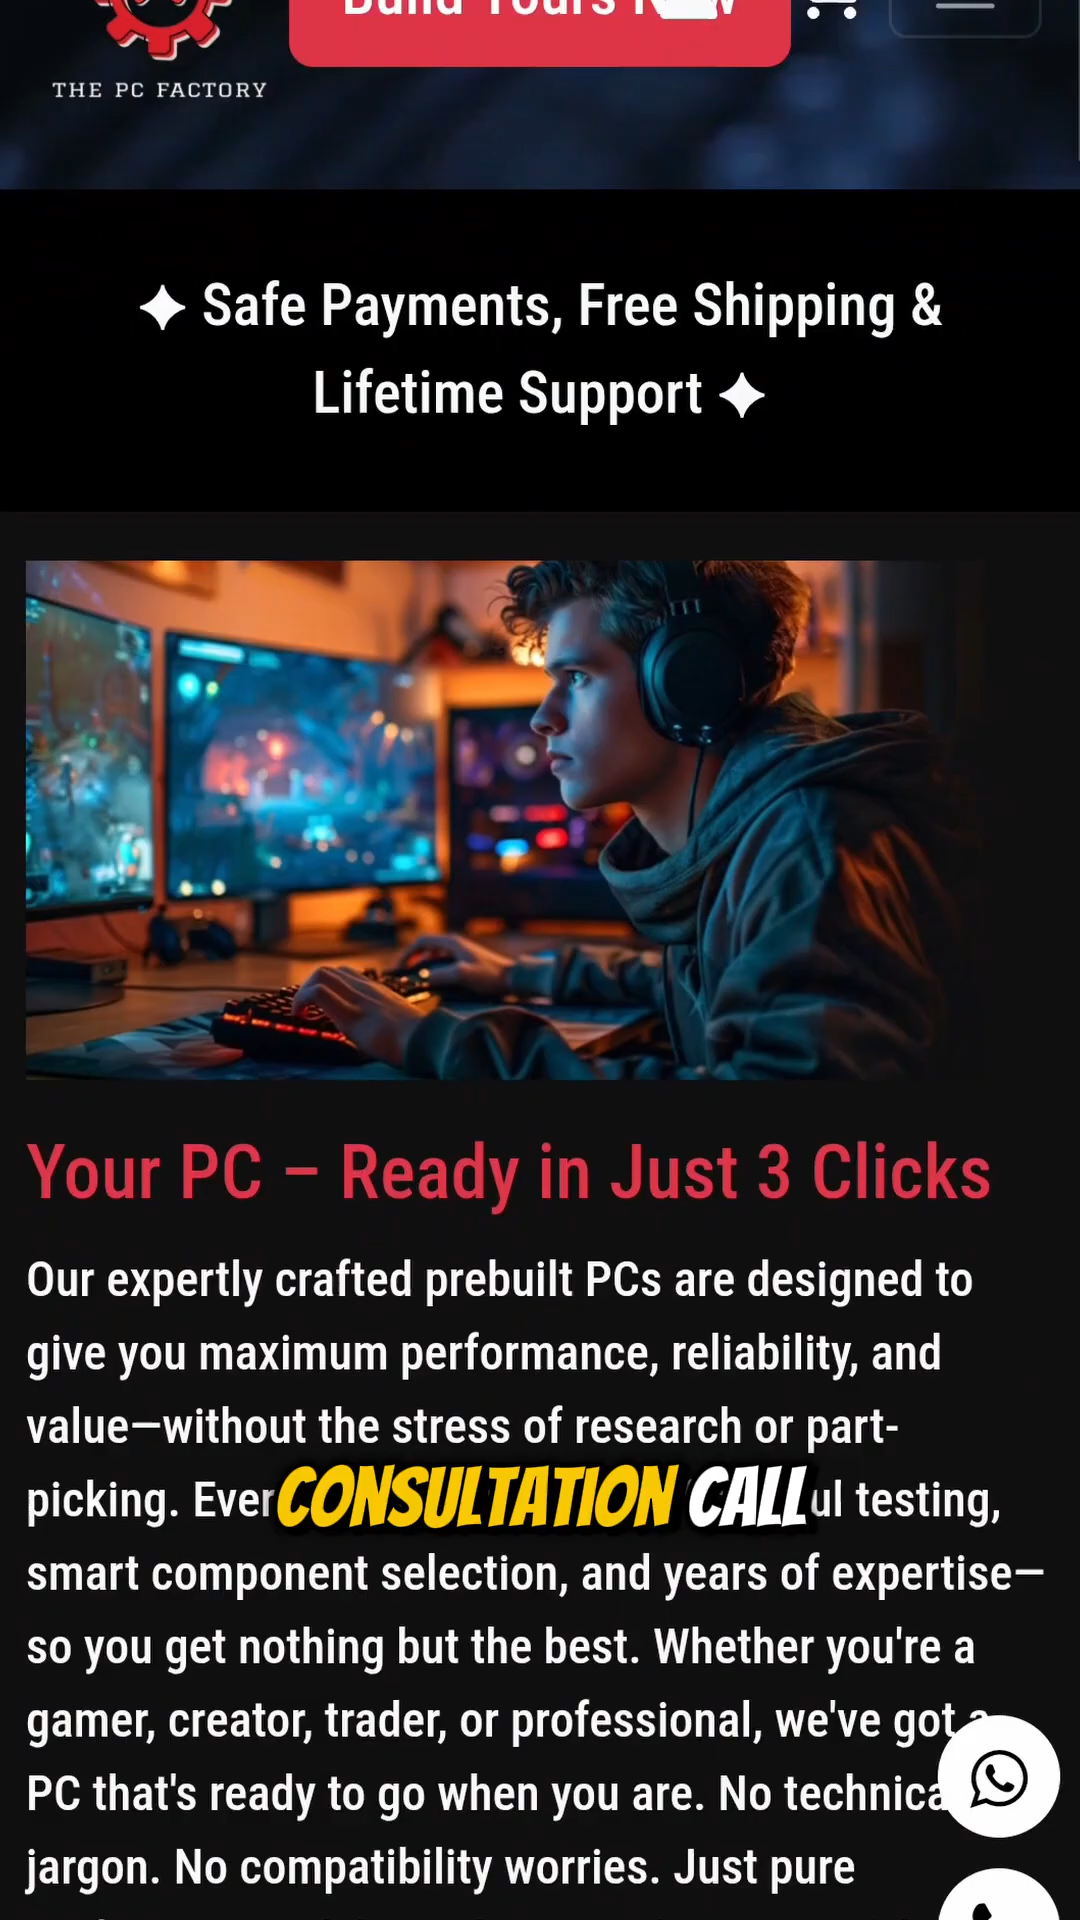 Build Yours
THE PC FACTORY
✦ Safe Payments, Free Shipping &
Lifetime Support ✦
Your PC – Ready in Just 3 Clicks
Our expertly crafted prebuilt PCs are designed to
give you maximum performance, reliability, and
value—without the stress of research or part-
picking. Ever
CONSULTATION CALL
ul testing,
smart component selection, and years of expertise—
so you get nothing but the best. Whether you're a
gamer, creator, trader, or professional, we've got a
PC that's ready to go when you are. No technica
jargon. No compatibility worries. Just pure